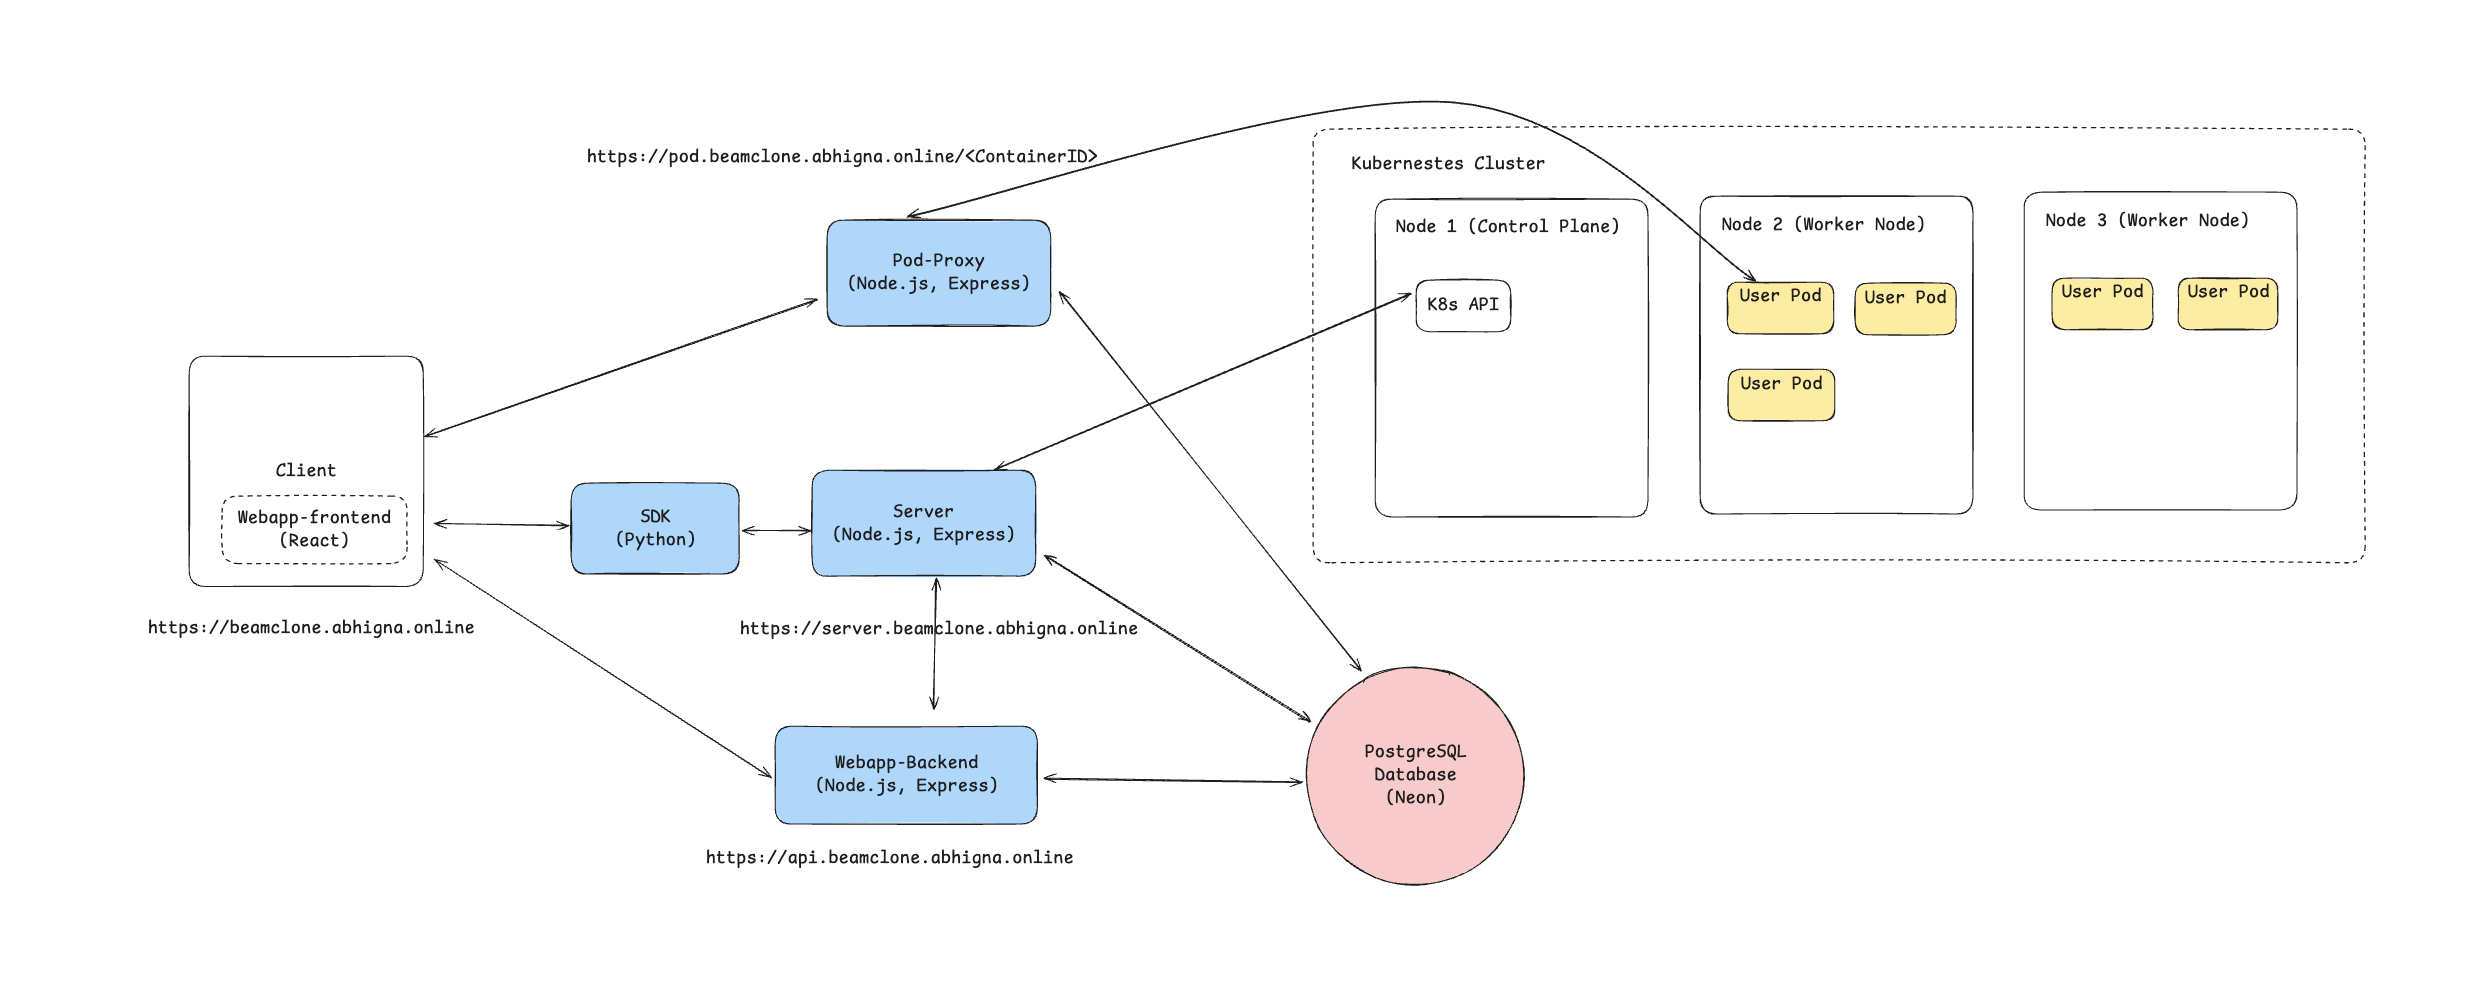 https://pod.beamclone.abhigna.online/<ContainerID>
Kubernestes Cluster
Node 1 (Control Plane)
Node 2 (Worker Node)
Node 3 (Worker Node)
Pod-Proxy
(Node.js, Express)
K8s API
User Pod
User Pod
User Pod
User Pod
User Pod
Client
Webapp-frontend
(React)
SDK
(Python)
Server
(Node.js, Express)
https://beamclone.abhigna.online
https://server.beamclone.abhigna.online
Webapp-Backend
(Node.js, Express)
PostgreSQL
Database
(Neon)
https://api.beamclone.abhigna.online